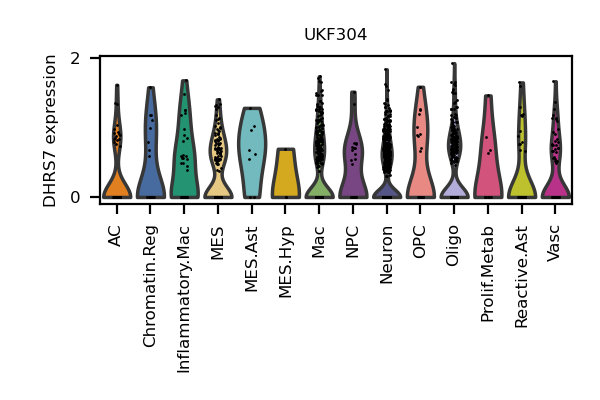 UKF304
DHRS7 expression
2
0
AC
Chromatin.Reg
Inflammatory.Mac
MES
MES.Ast
MES.Hyp
Mac
NPC
Neuron
OPC
Oligo
Prolif.Metab
Reactive.Ast
Vasc